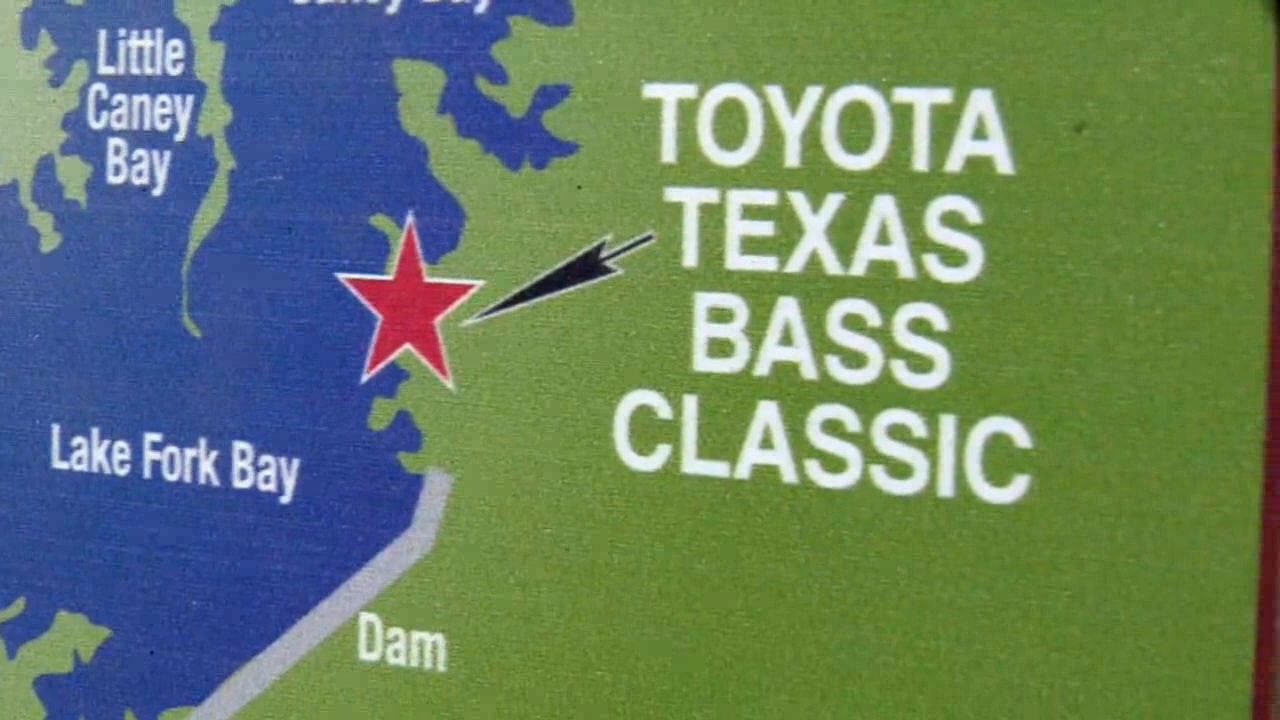 Little
Caney
Bay
TOYOTA
TEXAS
BASS
CLASSIC
Lake Fork Bay
Dam